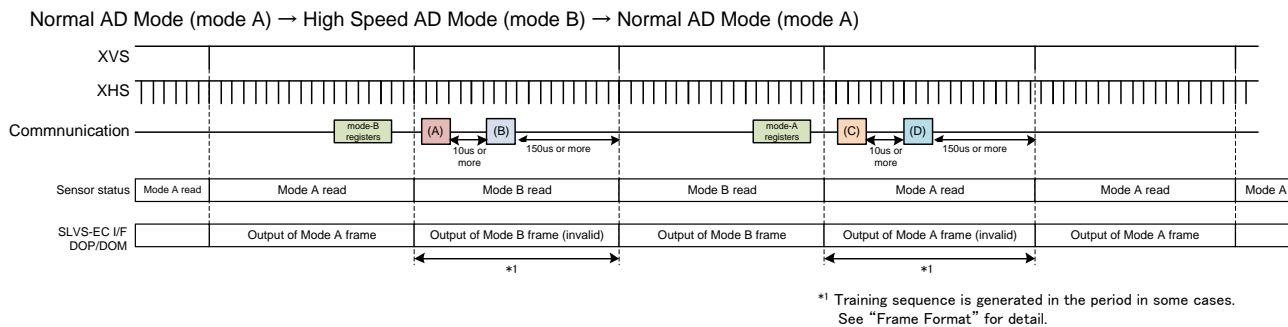 Normal AD Mode (mode A) → High Speed AD Mode (mode B) → Normal AD Mode (mode A)
XVS
XHS
Commnunication
mode-B
registers
(A)
10us or
more
(B)
150us or more
mode-A
registers
(C)
10us or
more
(D)
150us or more
Sensor status
Mode A read
Mode A read
Mode B read
Mode B read
Mode A read
Mode A read
Mode A
SLVS-EC I/F
DOP/DOM
Output of Mode A frame
Output of Mode B frame (invalid)
Output of Mode B frame
Output of Mode A frame (invalid)
Output of Mode A frame
*1
*1
*1 Training sequence is generated in the period in some cases.
See “Frame Format” for detail.